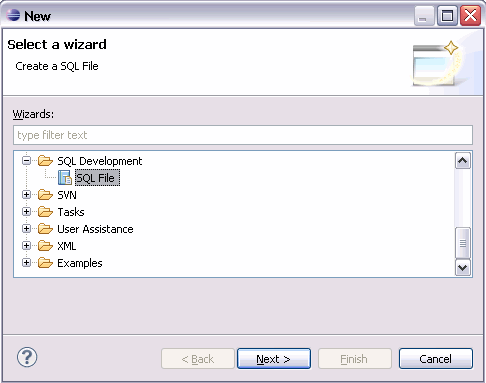 New
Select a wizard
Create a SQL File
Wizards:
type filter text
SQL Development
SQL File
SVN
Tasks
User Assistance
XML
Examples
?
< Back
Next >
Finish
Cancel